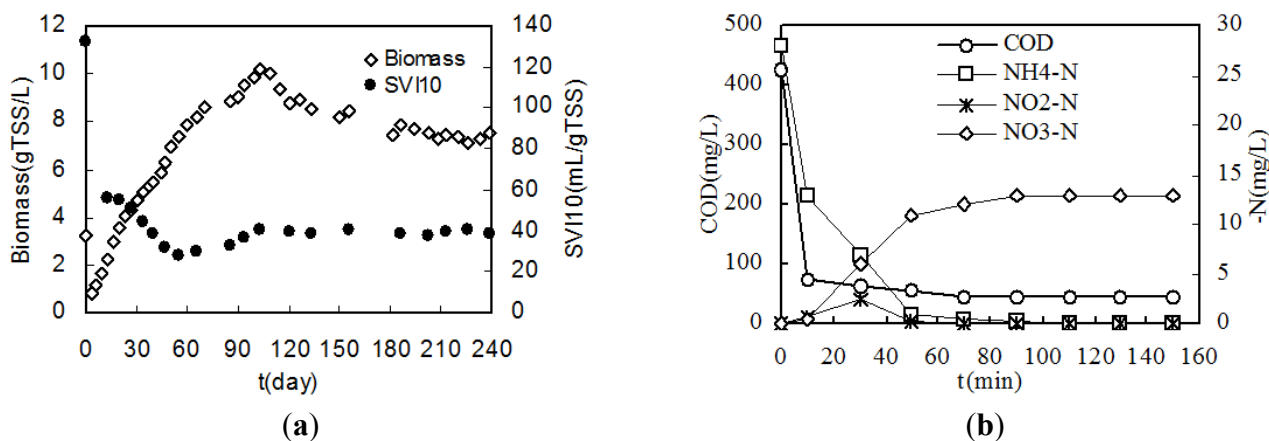 12
10
8
6
4
2
0
Biomass(gTSS/L)
Biomass
SVI10
140
120
100
80
60
40
20
0
SVI10(mL/gTSS)
0 30 60 90 120 150 180 210 240
t(day)
(a)
500
400
300
200
100
0
COD(mg/L)
COD
NH4-N
NO2-N
NO3-N
30
25
20
15
10
5
0
-N(mg/L)
0 20 40 60 80 100 120 140 160
t(min)
(b)